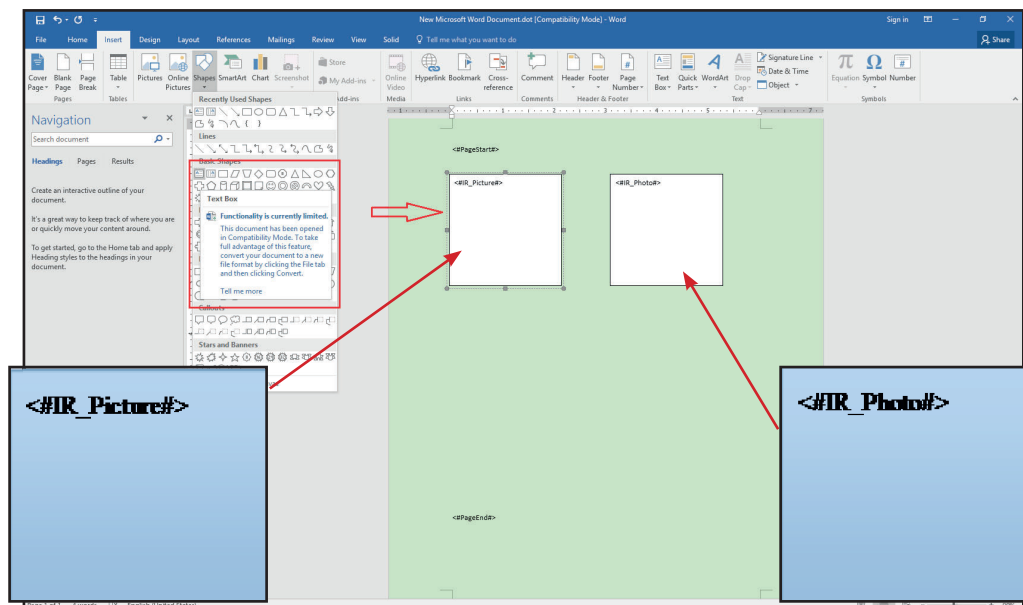 New Microsoft Word Document.dot [Compatibility Mode] - Word
Sign in
File Home Insert Design Layout References Mailings Review View Solid Tell me what you want to do
Share
Cover Page
Blank Page
Page Break
Pages
Table
Tables
Pictures
Online Pictures
Shapes
SmartArt
Chart
Screenshot
Store
My Add-ins
dd-ins
Online Video
Media
Hyperlink
Bookmark
Cross-reference
Links
Comment
Comments
Header
Footer
Page Number
Header & Footer
Text Box
Quick Parts
WordArt
Drop Cap
Signature Line
Date & Time
Object
Text
Equation
Symbol
Number
Symbols
Navigation
Search document
Headings Pages Results
Create an interactive outline of your
document.
It's a great way to keep track of where you are
or quickly move your content around.
To get started, go to the Home tab and apply
Heading styles to the headings in your
document.
Recently Used Shapes
Lines
Basic Shapes
Text Box
Functionality is currently limited.
This document has been opened
in Compatibility Mode. To take
full advantage of this feature,
convert your document to a new
file format by clicking the File tab
and then clicking Convert.
Tell me more
Callouts
Stars and Banners
<#PageStart#>
<#IR_Picture#>
<#IR_Photo#>
<#PageEnd#>
<#IR_Picture#>
<#IR_Photo#>